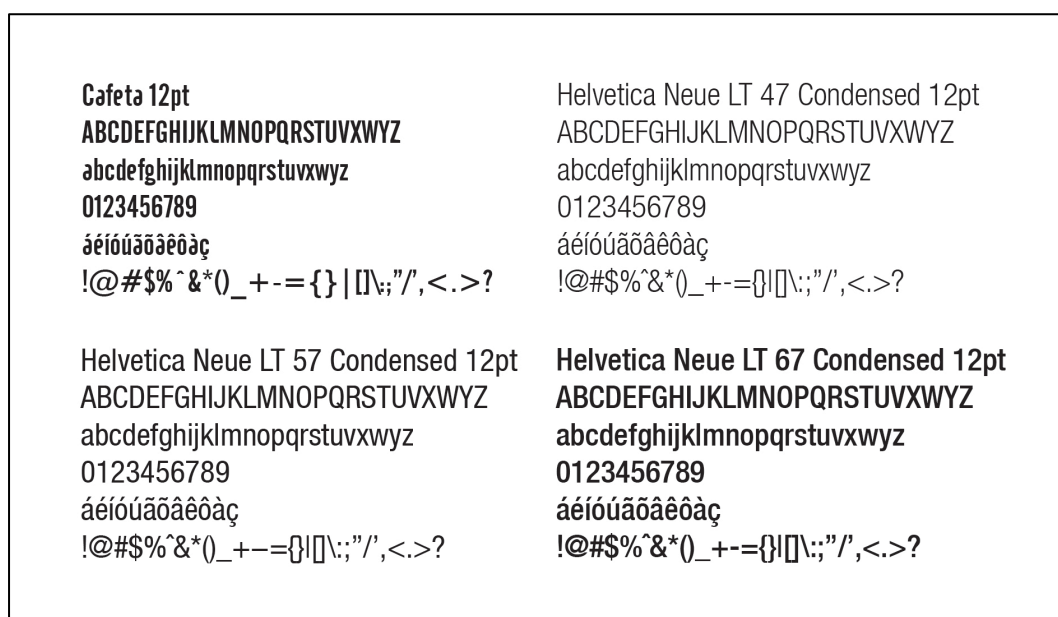 Cafeta 12pt
ABCDEFGHIJKLMNOPQRSTUVXWYZ
abcdefghijklmnopqrstuvxwyz
0123456789
áéíóúãõâêôàç
!@#$%ˆ&*()_+-={}|[]\:;”/’,<.>?
Helvetica Neue LT 47 Condensed 12pt
ABCDEFGHIJKLMNOPQRSTUVXWYZ
abcdefghijklmnopqrstuvxwyz
0123456789
áéíóúãõâêôàç
!@#$%ˆ&*()_+-={}|[]\:;”/’,<.>?
Helvetica Neue LT 57 Condensed 12pt
ABCDEFGHIJKLMNOPQRSTUVXWYZ
abcdefghijklmnopqrstuvxwyz
0123456789
áéíóúãõâêôàç
!@#$%ˆ&*()_+–={}|[]\:;”/’,<.>?
Helvetica Neue LT 67 Condensed 12pt
ABCDEFGHIJKLMNOPQRSTUVXWYZ
abcdefghijklmnopqrstuvxwyz
0123456789
áéíóúãõâêôàç
!@#$%ˆ&*()_+-={}|[]\:;”/’,<.>?